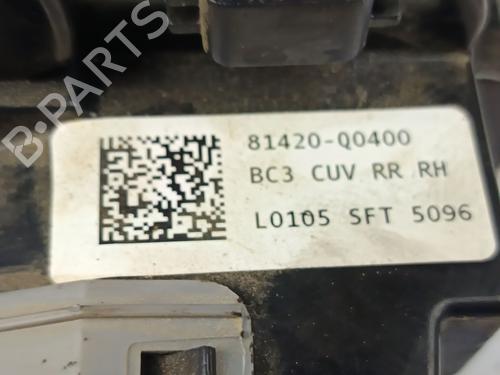 B-PARTS
81420-Q0400
BC3 CUV RR RH
L0105 SFT 5096